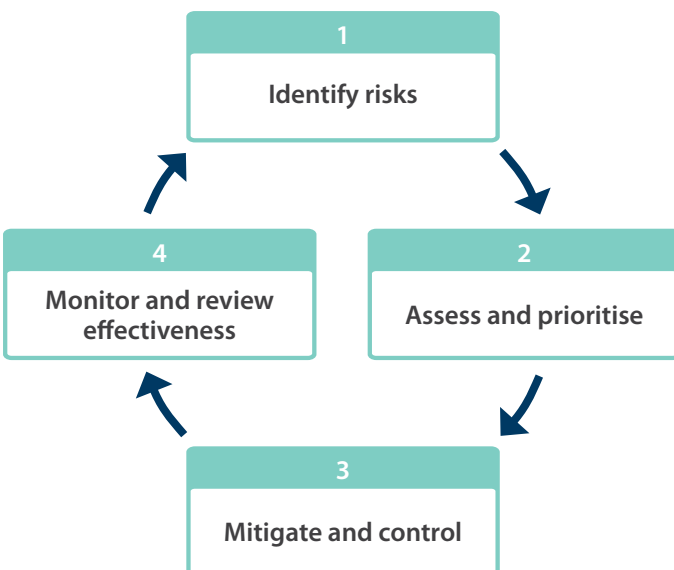 1
Identify risks
2
Assess and prioritise
3
Mitigate and control
4
Monitor and review
effectiveness